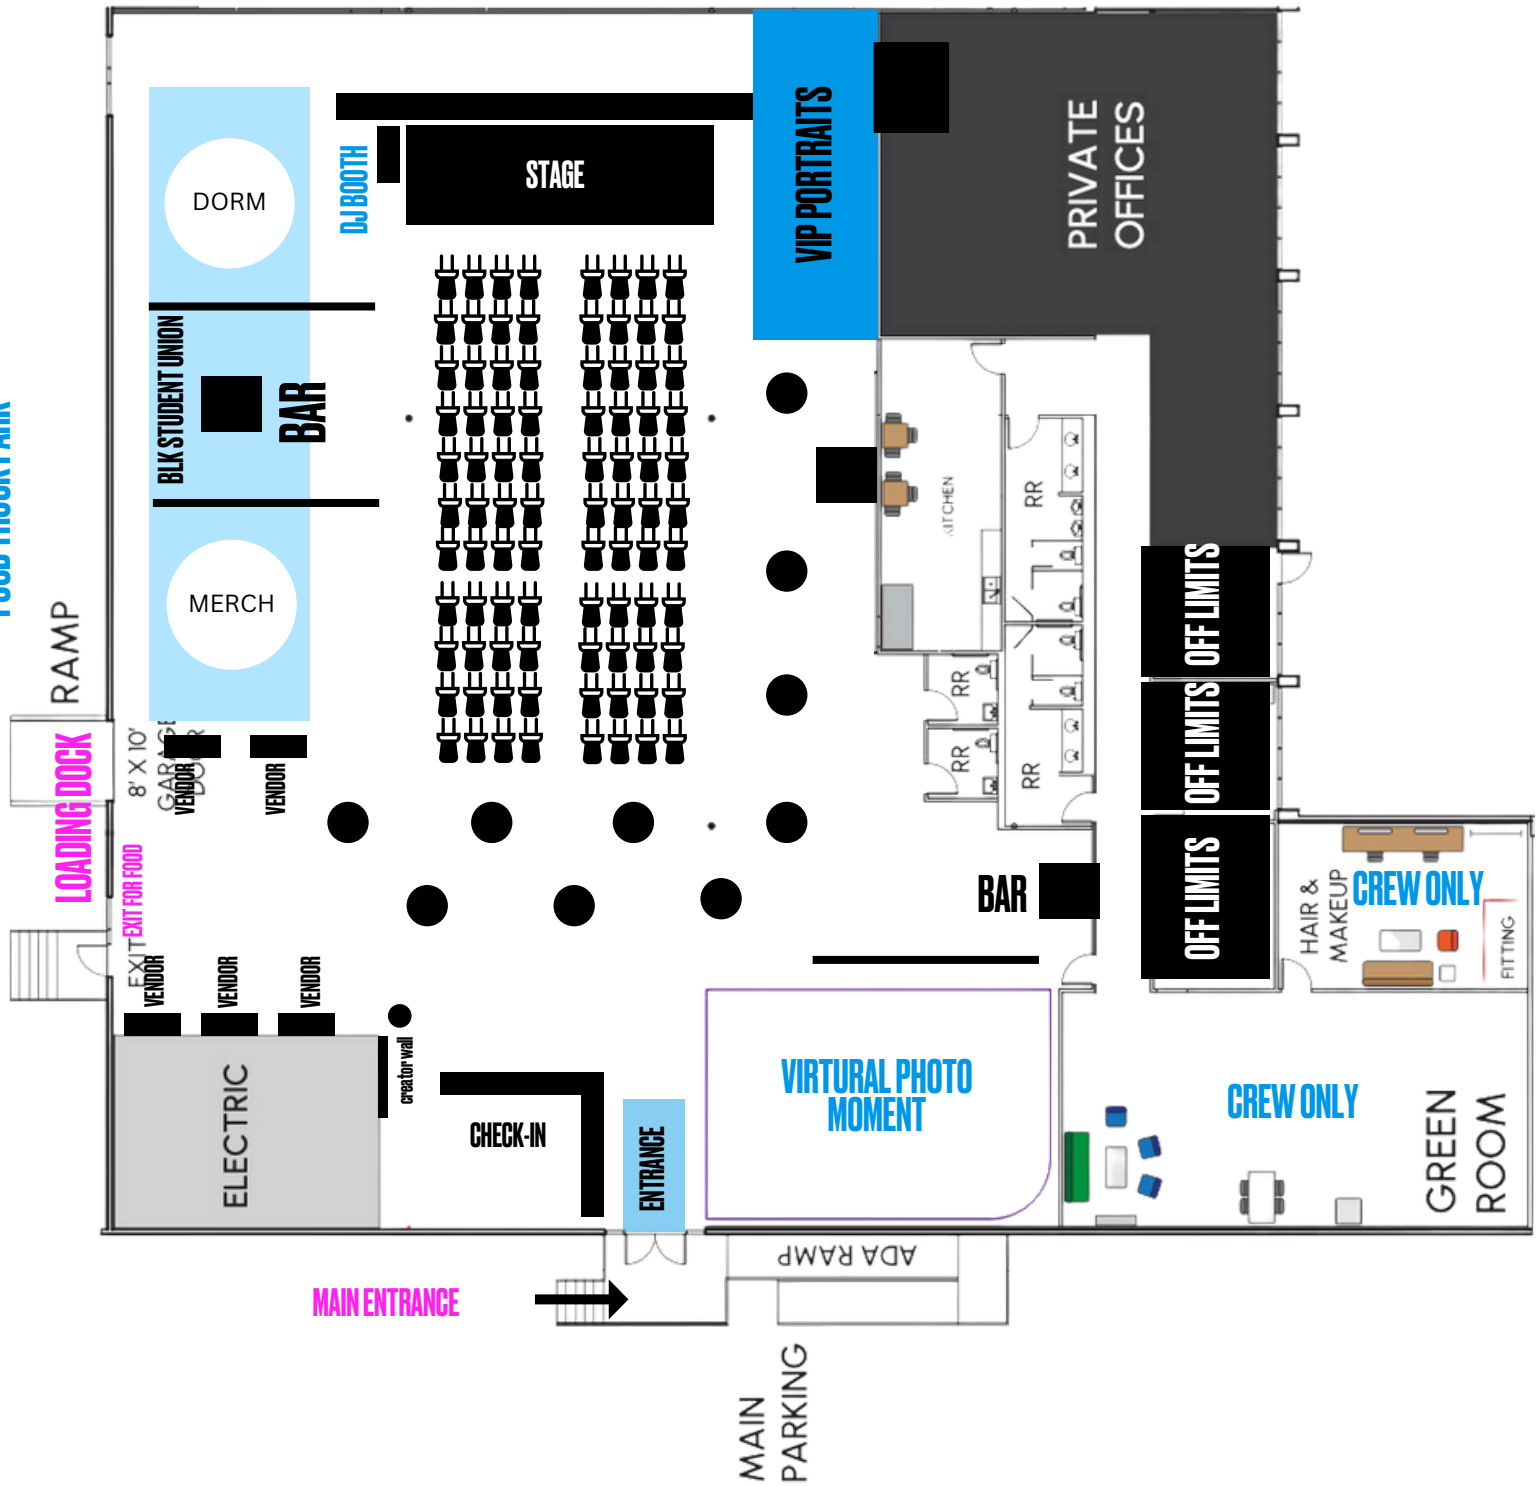 PRIVATE
OFFICES
VIP PORTRAITS
STAGE
DJ BOOTH
DORM
BLK STUDENT UNION
BAR
MERCH
RAMP
LOADING DOCK
8' X 10'
GARAGE
DOOR
VENDOR
VENDOR
EXIT FOR FOOD
EXIT
VENDOR
VENDOR
VENDOR
KITCHEN
RR
RR
RR
RR
OFF LIMITS
OFF LIMITS
OFF LIMITS
BAR
HAIR &
MAKEUP
CREW ONLY
FITTING
ELECTRIC
creator wall
CHECK-IN
ENTRANCE
VIRTURAL PHOTO
MOMENT
CREW ONLY
GREEN
ROOM
ADA RAMP
MAIN ENTRANCE
MAIN
PARKING